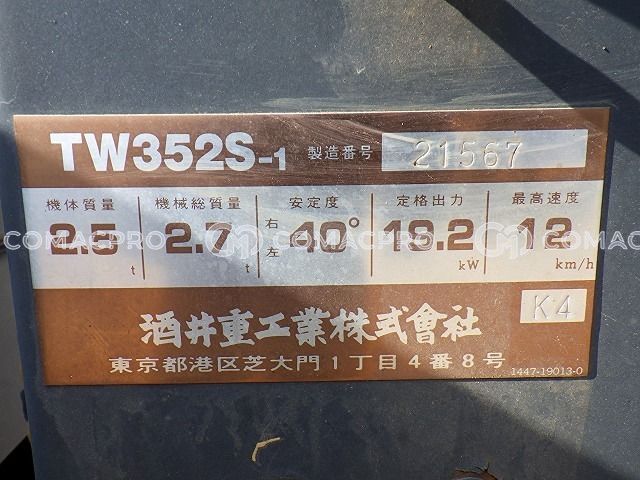 TW352S-1 製造番号 21567
機体質量 機械総質量 安定度 定格出力 最高速度
2.5 t 2.7 t 右左 40° 19.2 kW 12 km/h
K4
酒井重工業株式會社
東京都港区芝大門1丁目4番8号
1447-19013-0
COMACPRO COMACPRO COMACPRO